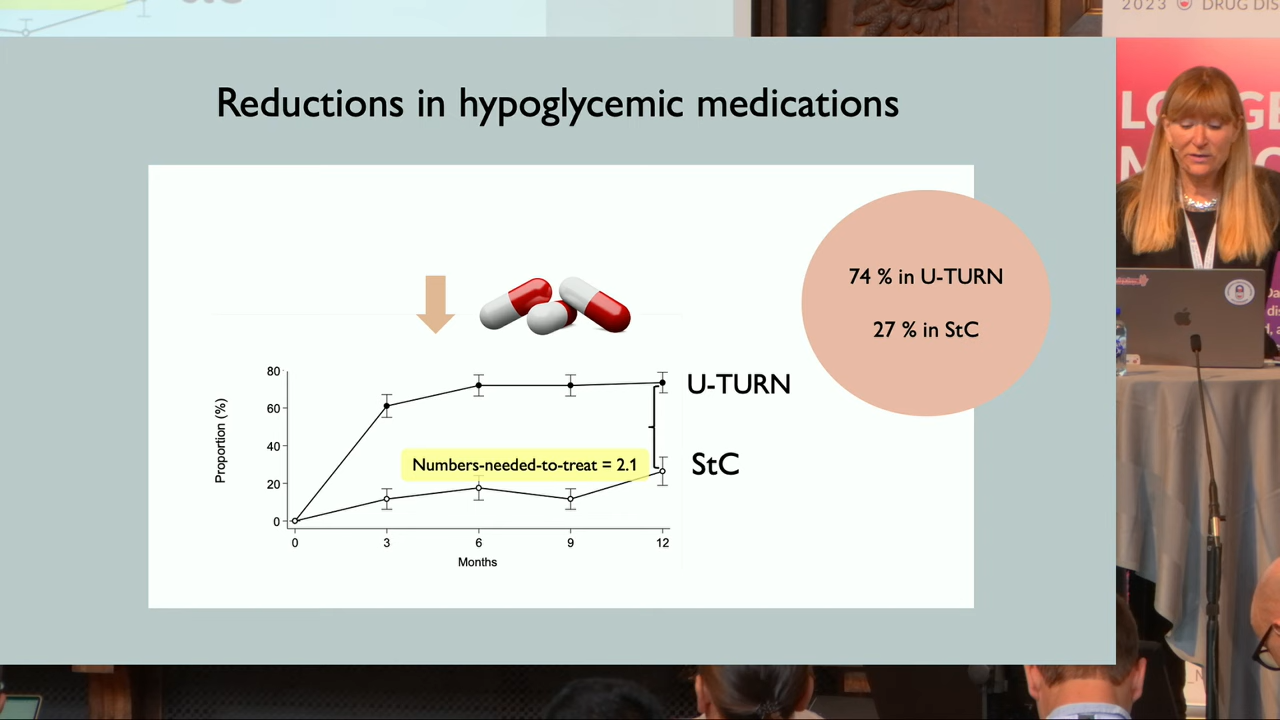 2023 DRUG DIS
Reductions in hypoglycemic medications
74 % in U-TURN
27 % in StC
80
60
40
20
0
Proportion (%)
U-TURN
Numbers-needed-to-treat = 2.1
StC
0 3 6 9 12
Months